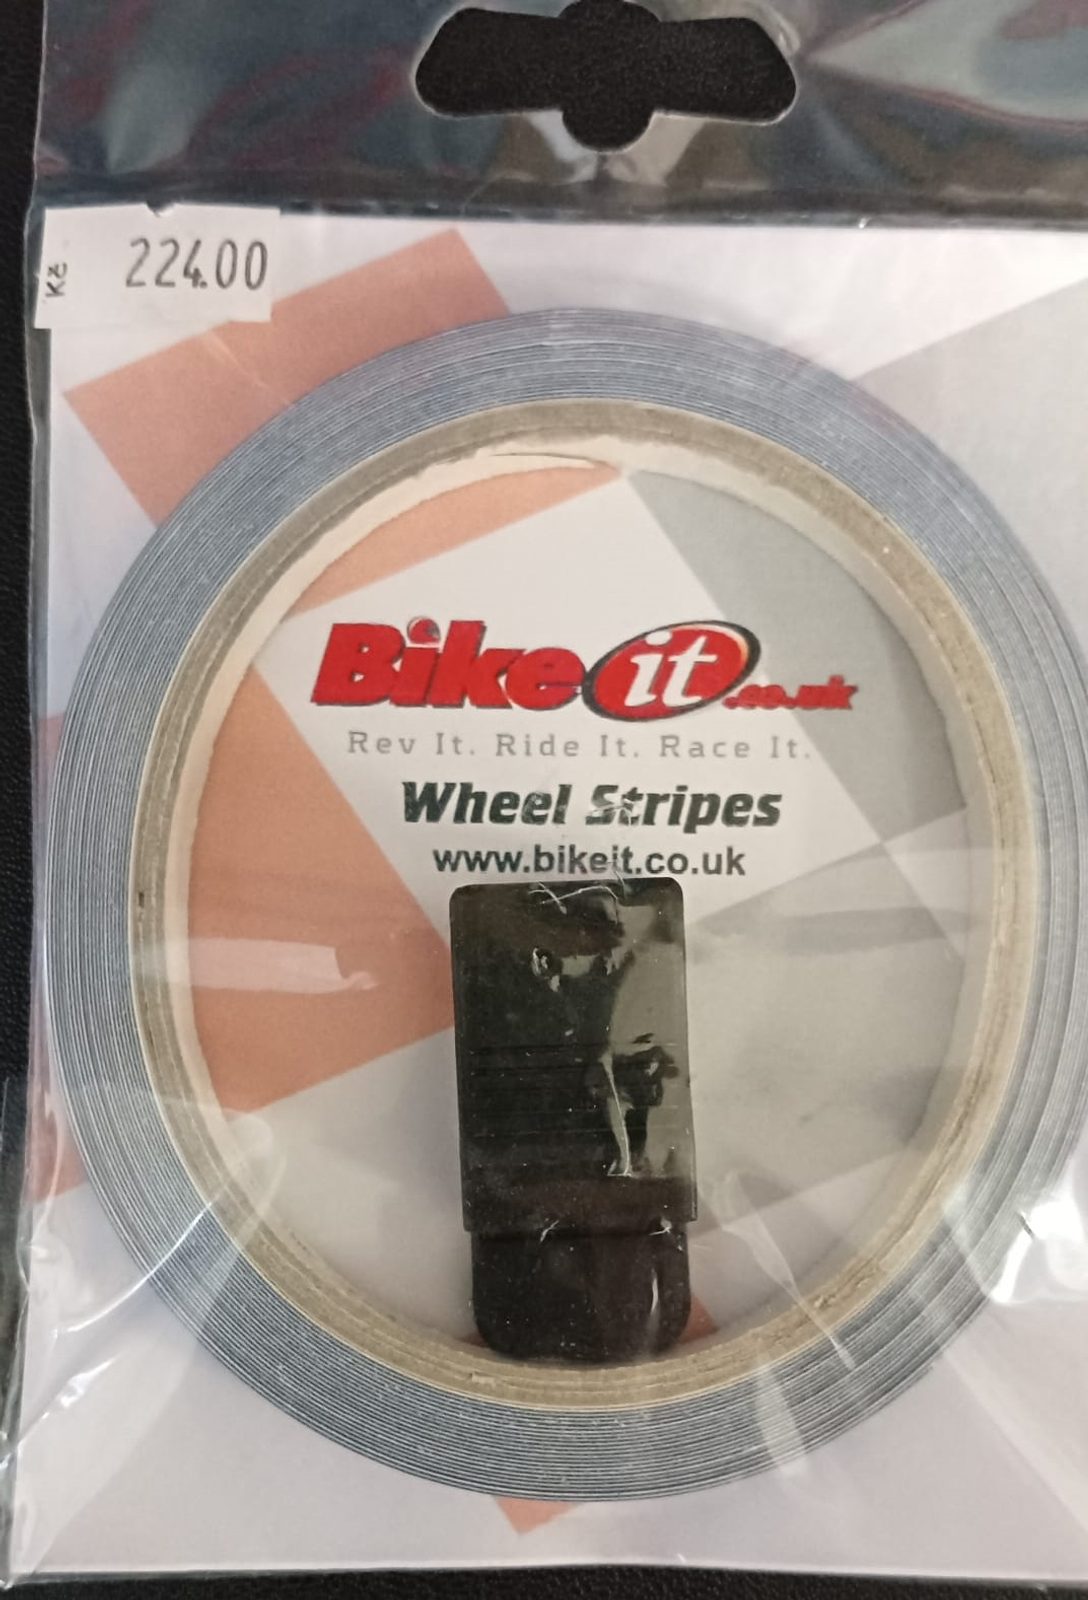 Kč 224.00
Bike it .co.uk
Rev It. Ride It. Race It.
Wheel Stripes
www.bikeit.co.uk